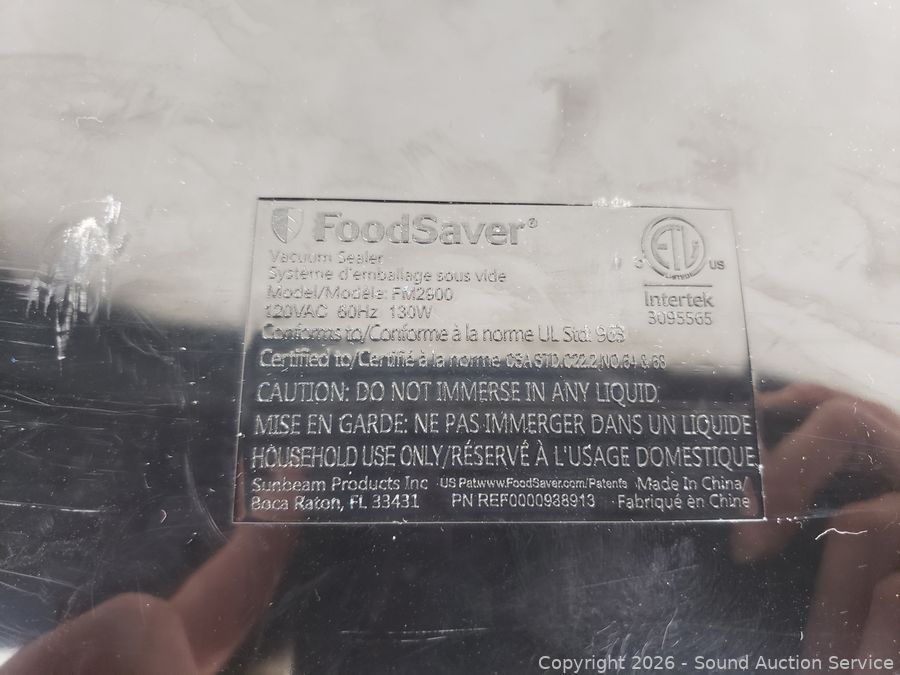 FoodSaver®
Vacuum Sealer
Système d'emballage sous vide
Model/Modèle: FM2900
120VAC 60Hz 130W
Conforms to/Conforme à la norme UL Std. 963
Certified to/Certifié à la norme CSA STD.C22.2 NO.64 & 68
CAUTION: DO NOT IMMERSE IN ANY LIQUID.
MISE EN GARDE: NE PAS IMMERGER DANS UN LIQUIDE
HOUSEHOLD USE ONLY/RÉSERVÉ À L'USAGE DOMESTIQUE
Sunbeam Products Inc US Pat.www.FoodSaver.com/Patents Made In China/
Boca Raton, FL 33431 PN REF0000938913 Fabriqué en Chine
ETL
LISTED
C US
Intertek
3095565
Copyright 2026 - Sound Auction Service